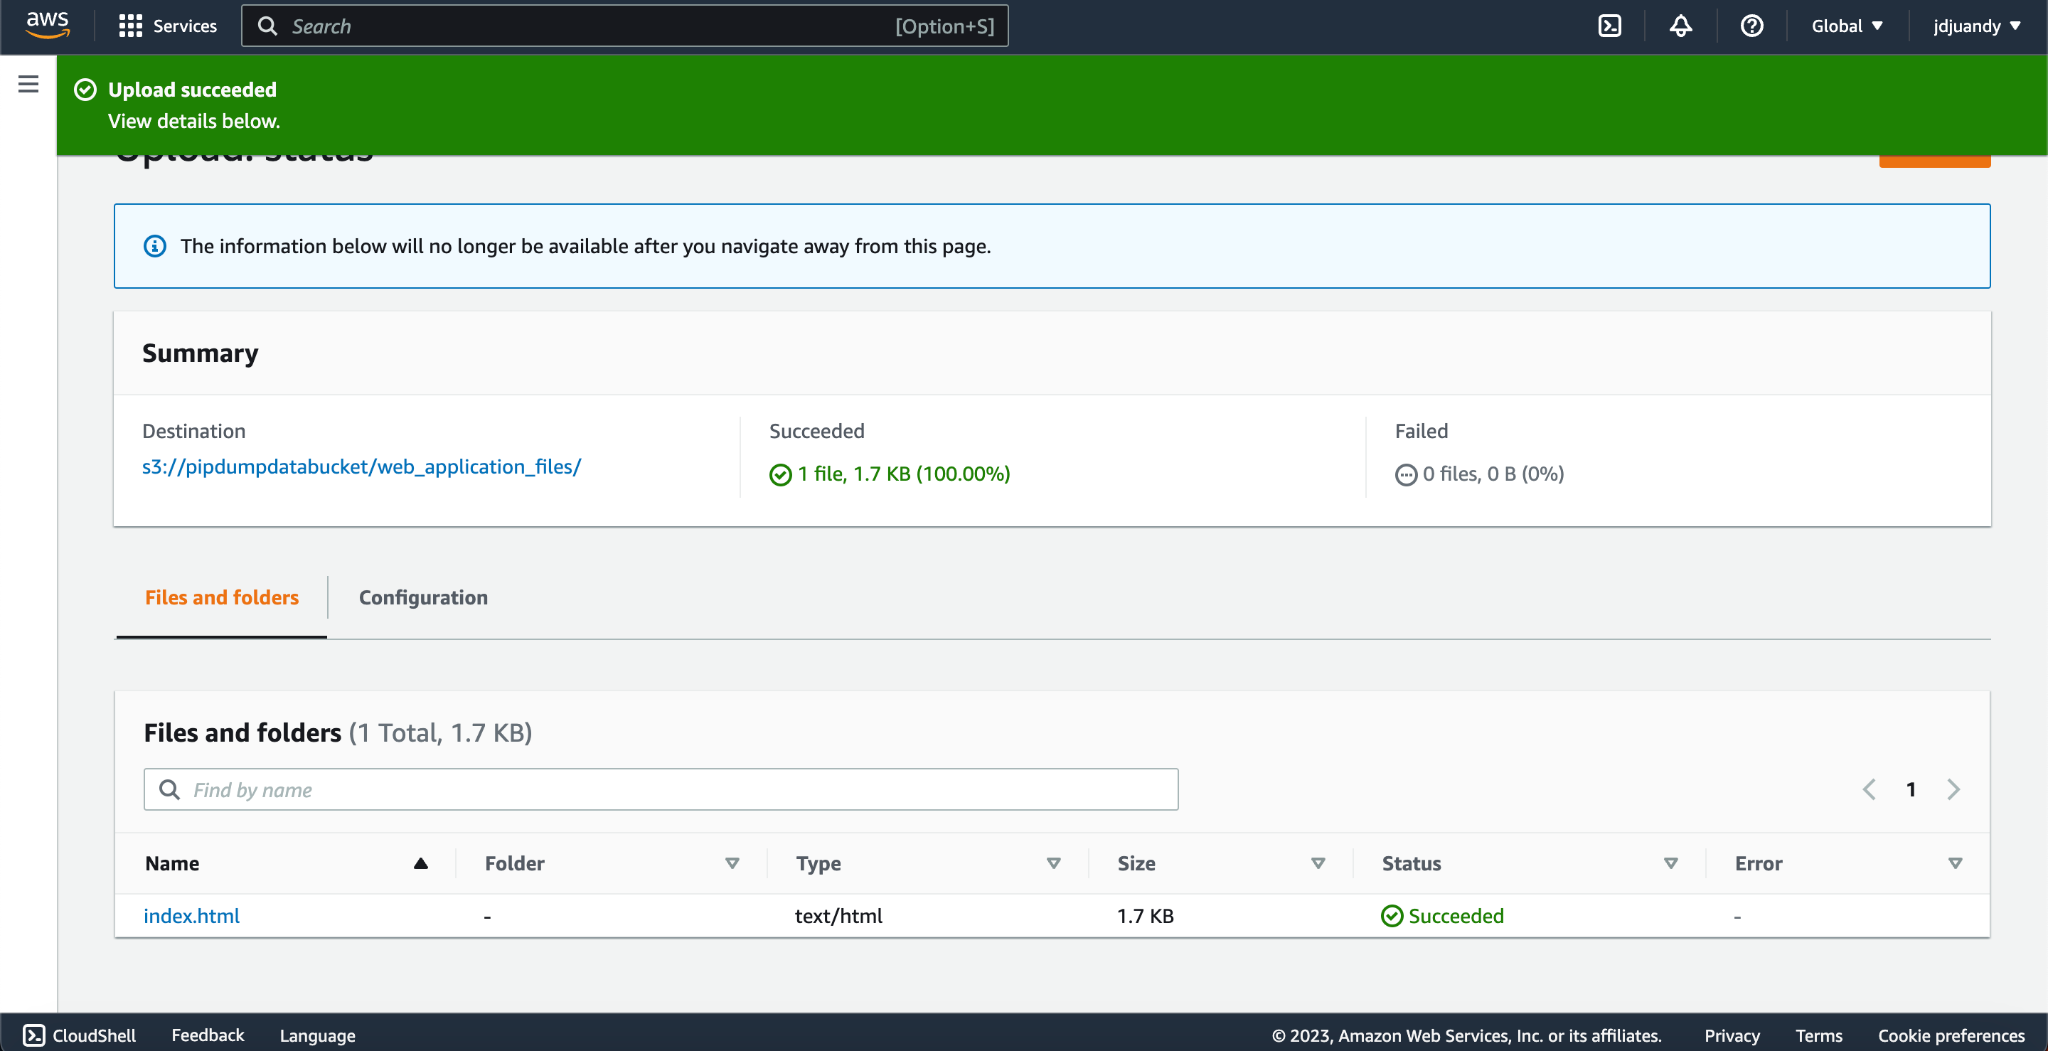 aws Services Search [Option+S] Global jdjuandy
Upload succeeded
View details below.
Upload: status
The information below will no longer be available after you navigate away from this page.
Summary
Destination Succeeded Failed
s3://pipdumpdatabucket/web_application_files/ 1 file, 1.7 KB (100.00%) 0 files, 0 B (0%)
Files and folders Configuration
Files and folders (1 Total, 1.7 KB)
Find by name 1
Name Folder Type Size Status Error
index.html - text/html 1.7 KB Succeeded -
CloudShell Feedback Language © 2023, Amazon Web Services, Inc. or its affiliates. Privacy Terms Cookie preferences